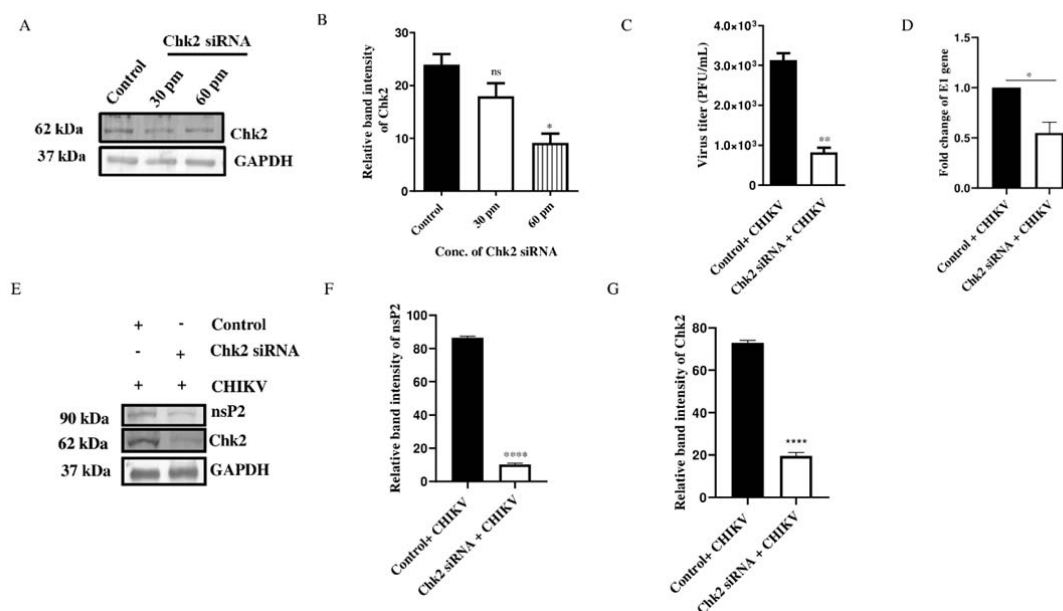 A
Chk2 siRNA
Control
30 pm
60 pm
62 kDa
Chk2
37 kDa
GAPDH
B
Relative band intensity
of Chk2
30
20
10
0
ns
*
Control
30 pm
60 pm
Conc. of Chk2 siRNA
C
Virus titer (PFU/mL)
4.0×10³
3.0×10³
2.0×10³
1.0×10³
0
**
Control+ CHIKV
Chk2 siRNA + CHIKV
D
Fold change of E1 gene
1.5
1.0
0.5
0.0
*
Control+ CHIKV
Chk2 siRNA + CHIKV
E
+ - Control
- + Chk2 siRNA
+ + CHIKV
90 kDa
nsP2
62 kDa
Chk2
37 kDa
GAPDH
F
Relative band intensity of nsP2
100
80
60
40
20
0
****
Control+ CHIKV
Chk2 siRNA + CHIKV
G
Relative band intensity of Chk2
80
60
40
20
0
****
Control+ CHIKV
Chk2 siRNA + CHIKV